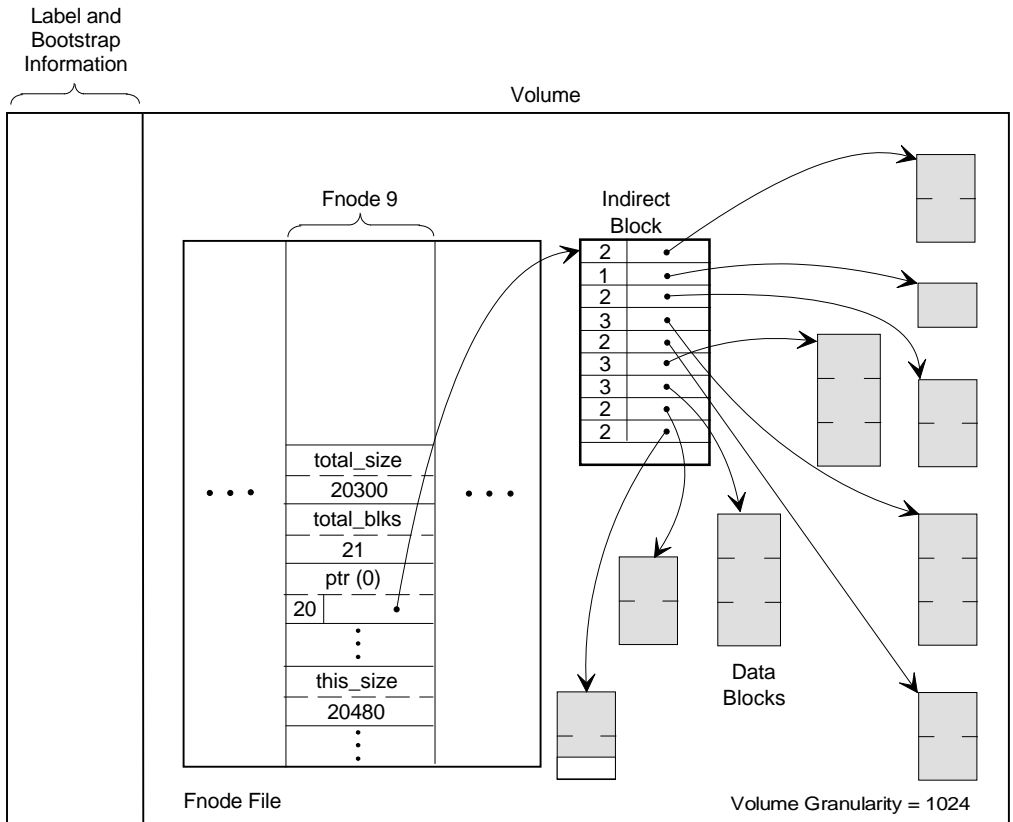 Label and
Bootstrap
Information
Volume
Fnode 9
total_size
20300
total_blks
21
ptr (0)
20
this_size
20480
Indirect
Block
2
1
2
3
2
3
3
2
2
Data
Blocks
Fnode File
Volume Granularity = 1024